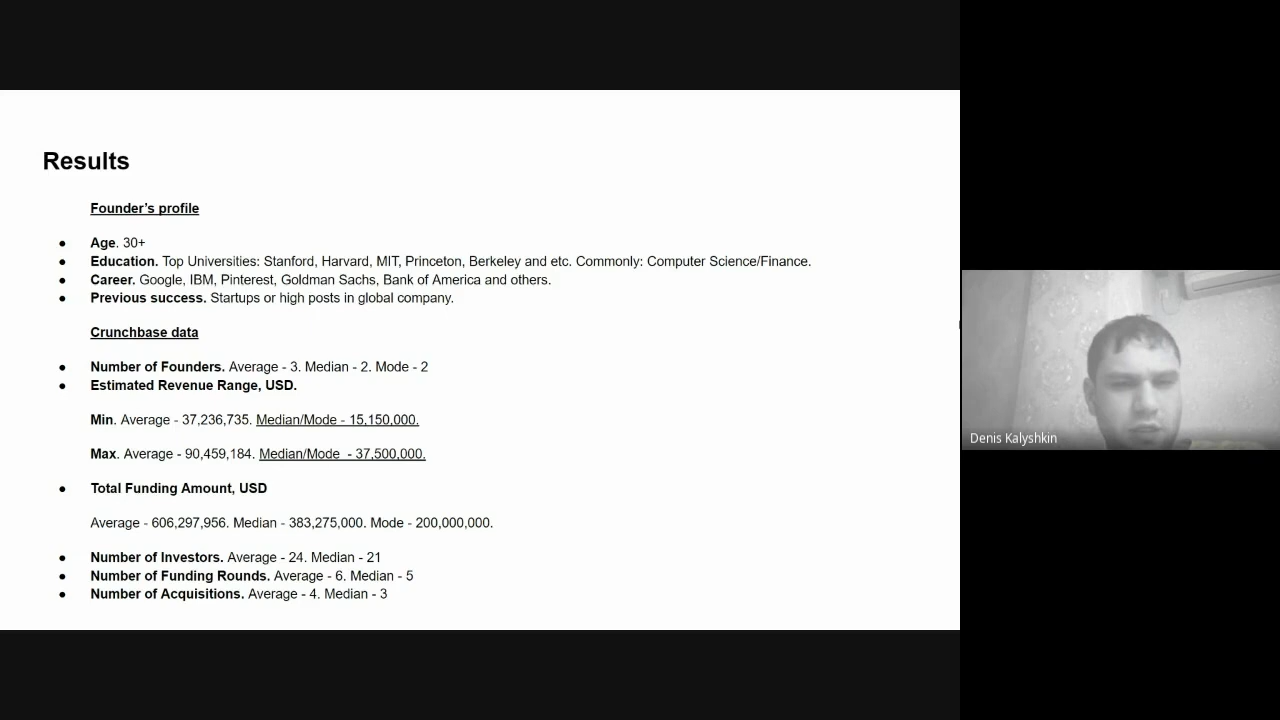 Results
Founder's profile
● Age. 30+
● Education. Top Universities: Stanford, Harvard, MIT, Princeton, Berkeley and etc. Commonly: Computer Science/Finance.
● Career. Google, IBM, Pinterest, Goldman Sachs, Bank of America and others.
● Previous success. Startups or high posts in global company.
Crunchbase data
● Number of Founders. Average - 3. Median - 2. Mode - 2
● Estimated Revenue Range, USD.
Min. Average - 37,236,735. Median/Mode - 15,150,000.
Max. Average - 90,459,184. Median/Mode - 37,500,000.
● Total Funding Amount, USD
Average - 606,297,956. Median - 383,275,000. Mode - 200,000,000.
● Number of Investors. Average - 24. Median - 21
● Number of Funding Rounds. Average - 6. Median - 5
● Number of Acquisitions. Average - 4. Median - 3
Denis Kalyshkin